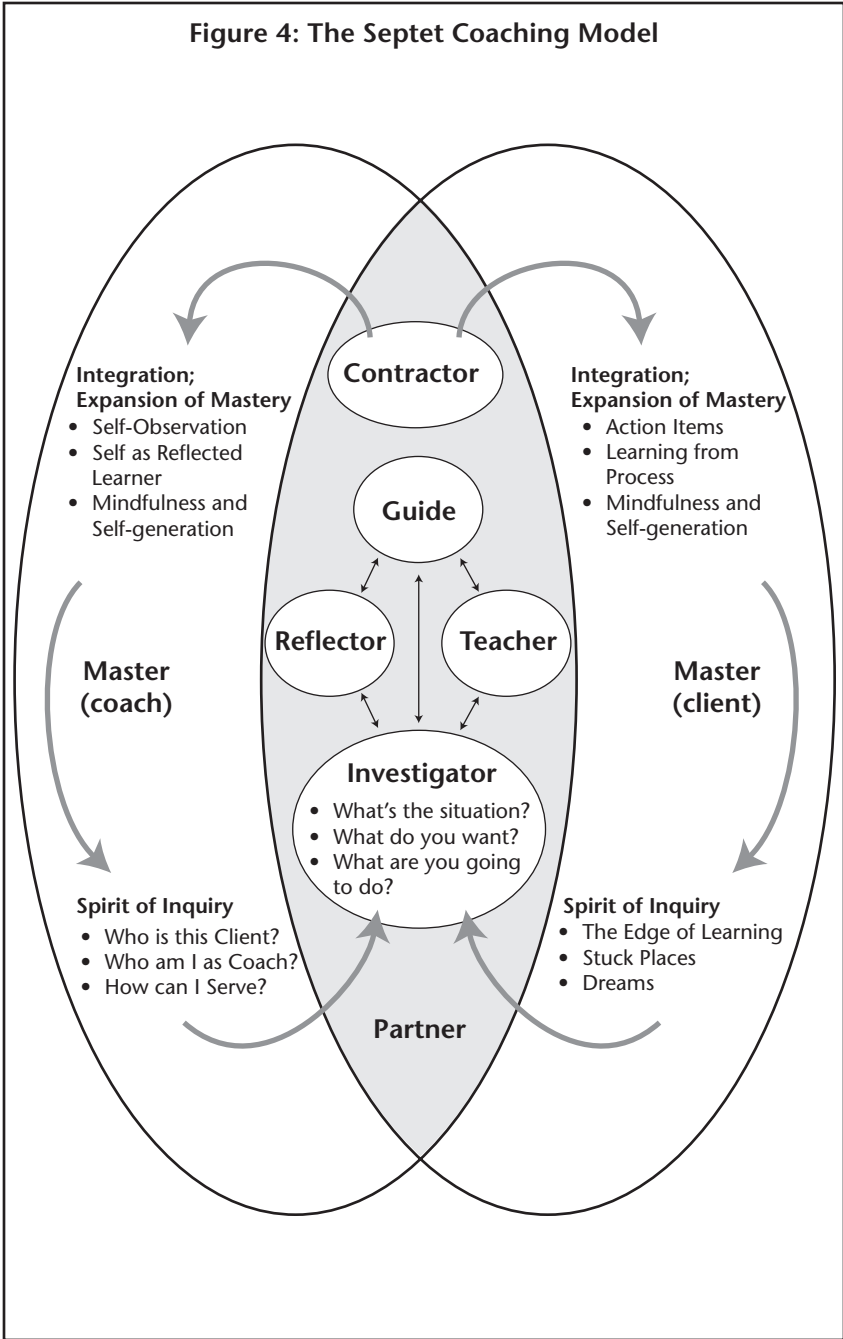 Figure 4: The Septet Coaching Model
Contractor
Integration;
Expansion of Mastery
• Self-Observation
• Self as Reflected
Learner
• Mindfulness and
Self-generation
Integration;
Expansion of Mastery
• Action Items
• Learning from
Process
• Mindfulness and
Self-generation
Guide
Reflector
Teacher
Master
(coach)
Master
(client)
Investigator
• What's the situation?
• What do you want?
• What are you going
to do?
Spirit of Inquiry
• Who is this Client?
• Who am I as Coach?
• How can I Serve?
Spirit of Inquiry
• The Edge of Learning
• Stuck Places
• Dreams
Partner